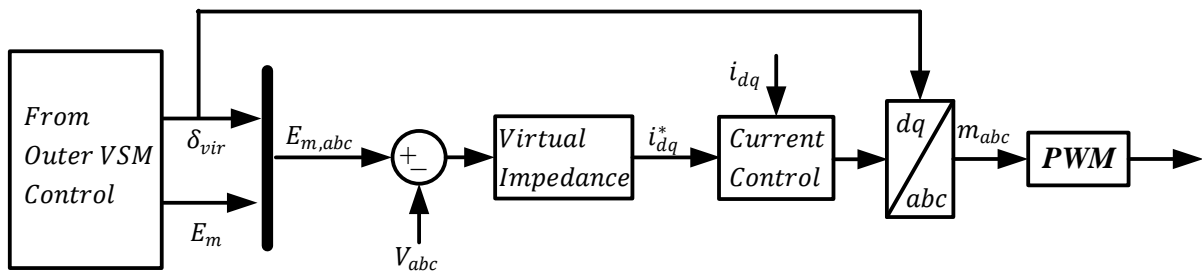 From
Outer VSM
Control
δ_vir
E_m
E_m,abc
+
−
V_abc
Virtual
Impedance
i*_dq
i_dq
Current
Control
dq
abc
m_abc
PWM